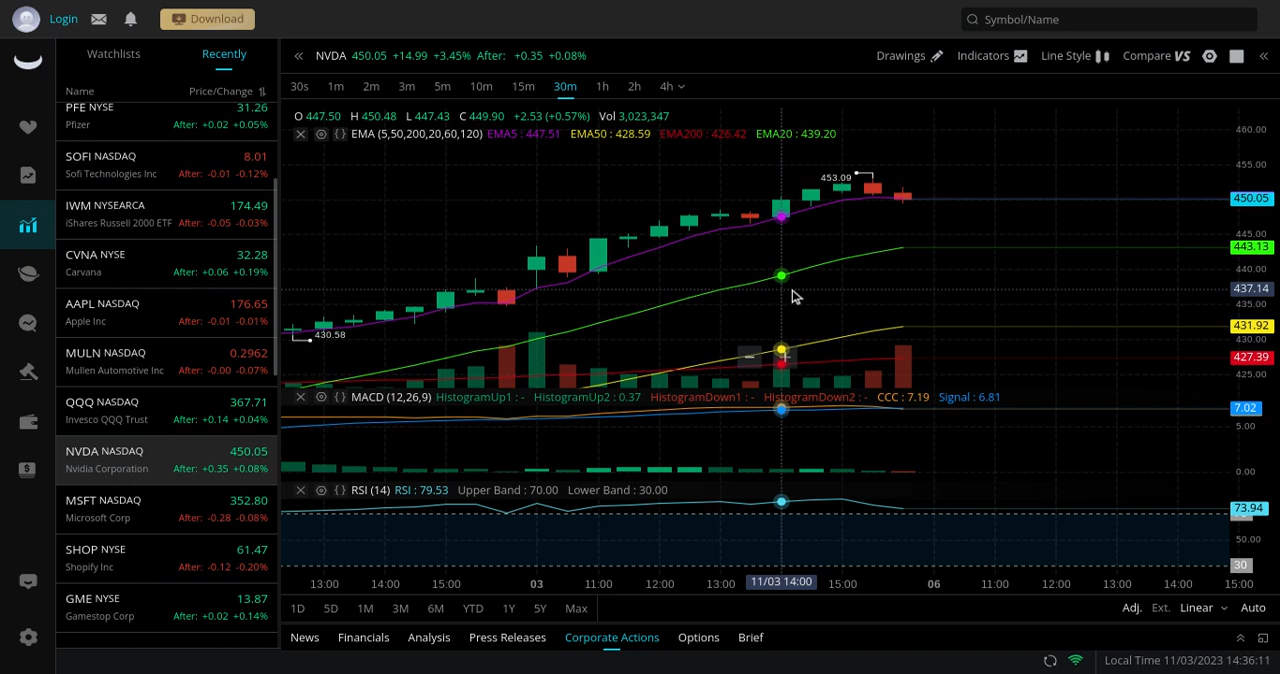 Login
Download
Symbol/Name
Watchlists
Recently
Name Price/Change
PFE NYSE 31.26
Pfizer After: +0.02 +0.05%
SOFI NASDAQ 8.01
Sofi Technologies Inc After: -0.01 -0.12%
IWM NYSEARCA 174.49
iShares Russell 2000 ETF After: -0.05 -0.03%
CVNA NYSE 32.28
Carvana After: +0.06 +0.19%
AAPL NASDAQ 176.65
Apple Inc After: -0.01 -0.01%
MULN NASDAQ 0.2962
Mullen Automotive Inc After: -0.00 -0.07%
QQQ NASDAQ 367.71
Invesco QQQ Trust After: +0.14 +0.04%
NVDA NASDAQ 450.05
Nvidia Corporation After: +0.35 +0.08%
MSFT NASDAQ 352.80
Microsoft Corp After: -0.28 -0.08%
SHOP NYSE 61.47
Shopify Inc After: -0.12 -0.20%
GME NYSE 13.87
Gamestop Corp After: +0.02 +0.14%
NVDA 450.05 +14.99 +3.45% After: +0.35 +0.08%
Drawings Indicators Line Style Compare VS
30s 1m 2m 3m 5m 10m 15m 30m 1h 2h 4h
O 447.50 H 450.48 L 447.43 C 449.90 +2.53 (+0.57%) Vol 3,023,347
EMA (5,50,200,20,60,120) EMA5 : 447.51 EMA50 : 428.59 EMA200 : 426.42 EMA20 : 439.20
453.09
430.58
460.00
455.00
450.05
445.00
443.13
440.00
437.14
435.00
431.92
430.00
427.39
425.00
MACD (12,26,9) HistogramUp1 : - HistogramUp2 : 0.37 HistogramDown1 : - HistogramDown2 : - CCC : 7.19 Signal : 6.81
7.02
5.00
0.00
RSI (14) RSI : 79.53 Upper Band : 70.00 Lower Band : 30.00
73.94
50.00
30
13:00 14:00 15:00 03 11:00 12:00 13:00 11/03 14:00 15:00 06 11:00 12:00 13:00 14:00 15:00
1D 5D 1M 3M 6M YTD 1Y 5Y Max
Adj. Ext. Linear Auto
News Financials Analysis Press Releases Corporate Actions Options Brief
Local Time 11/03/2023 14:36:11